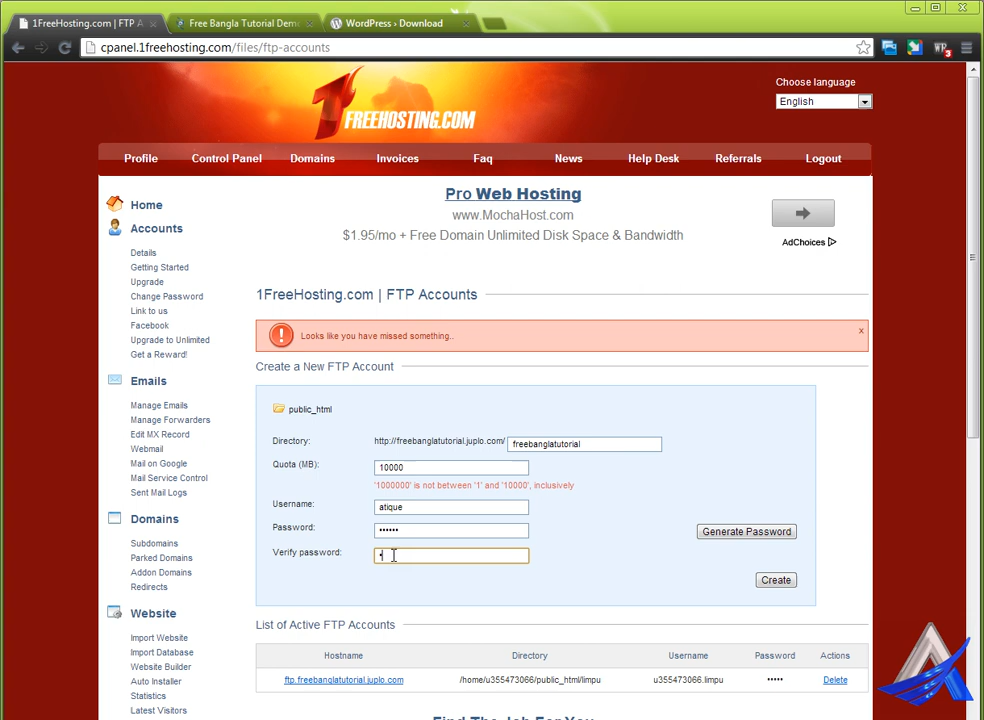 1FreeHosting.com | FTP A
Free Bangla Tutorial Dem
WordPress › Download
cpanel.1freehosting.com/files/ftp-accounts
3
Choose language
English
1FREEHOSTING.COM
Profile Control Panel Domains Invoices Faq News Help Desk Referrals Logout
Pro Web Hosting
www.MochaHost.com
$1.95/mo + Free Domain Unlimited Disk Space & Bandwidth
AdChoices
Home
Accounts
Details
Getting Started
Upgrade
Change Password
Link to us
Facebook
Upgrade to Unlimited
Get a Reward!
Emails
Manage Emails
Manage Forwarders
Edit MX Record
Webmail
Mail on Google
Mail Service Control
Sent Mail Logs
Domains
Subdomains
Parked Domains
Addon Domains
Redirects
Website
Import Website
Import Database
Website Builder
Auto Installer
Statistics
Latest Visitors
1FreeHosting.com | FTP Accounts
Looks like you have missed something..
x
Create a New FTP Account
public_html
Directory: http://freebanglatutorial.juplo.com/ freebanglatutorial
Quota (MB): 10000
'1000000' is not between '1' and '10000', inclusively
Username: atique
Password: ••••••
Generate Password
Verify password: •
Create
List of Active FTP Accounts
Hostname Directory Username Password Actions
ftp.freebanglatutorial.juplo.com /home/u355473066/public_html/limpu u355473066.limpu ••••• Delete
Find The Job For You